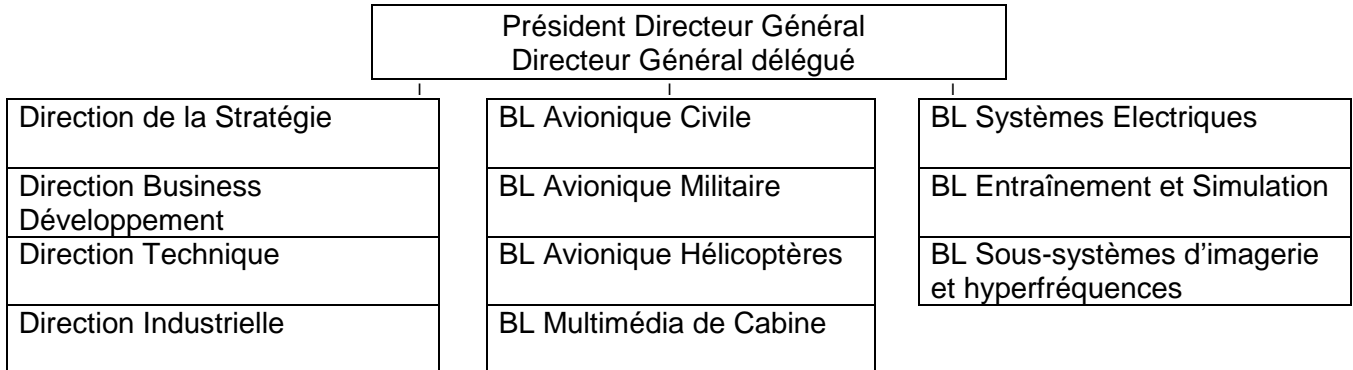 Président Directeur Général
Directeur Général délégué
Direction de la Stratégie
Direction Business
Développement
Direction Technique
Direction Industrielle
BL Avionique Civile
BL Avionique Militaire
BL Avionique Hélicoptères
BL Multimédia de Cabine
BL Systèmes Electriques
BL Entraînement et Simulation
BL Sous-systèmes d'imagerie
et hyperfréquences